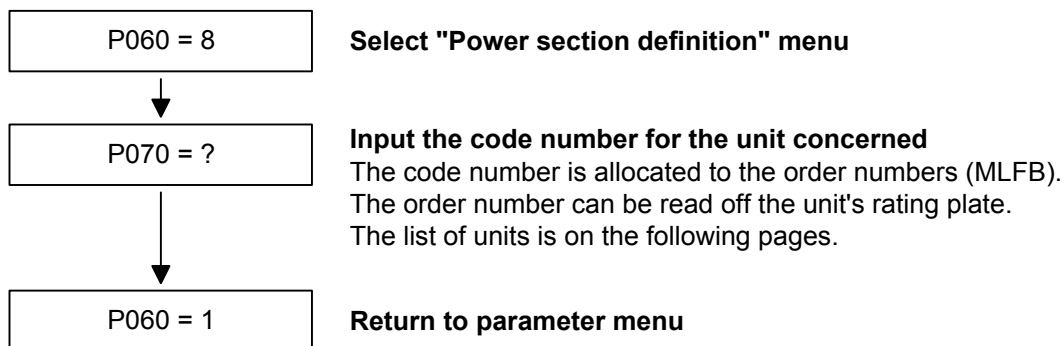 P060 = 8
Select "Power section definition" menu
P070 = ?
Input the code number for the unit concerned
The code number is allocated to the order numbers (MLFB).
The order number can be read off the unit's rating plate.
The list of units is on the following pages.
P060 = 1
Return to parameter menu